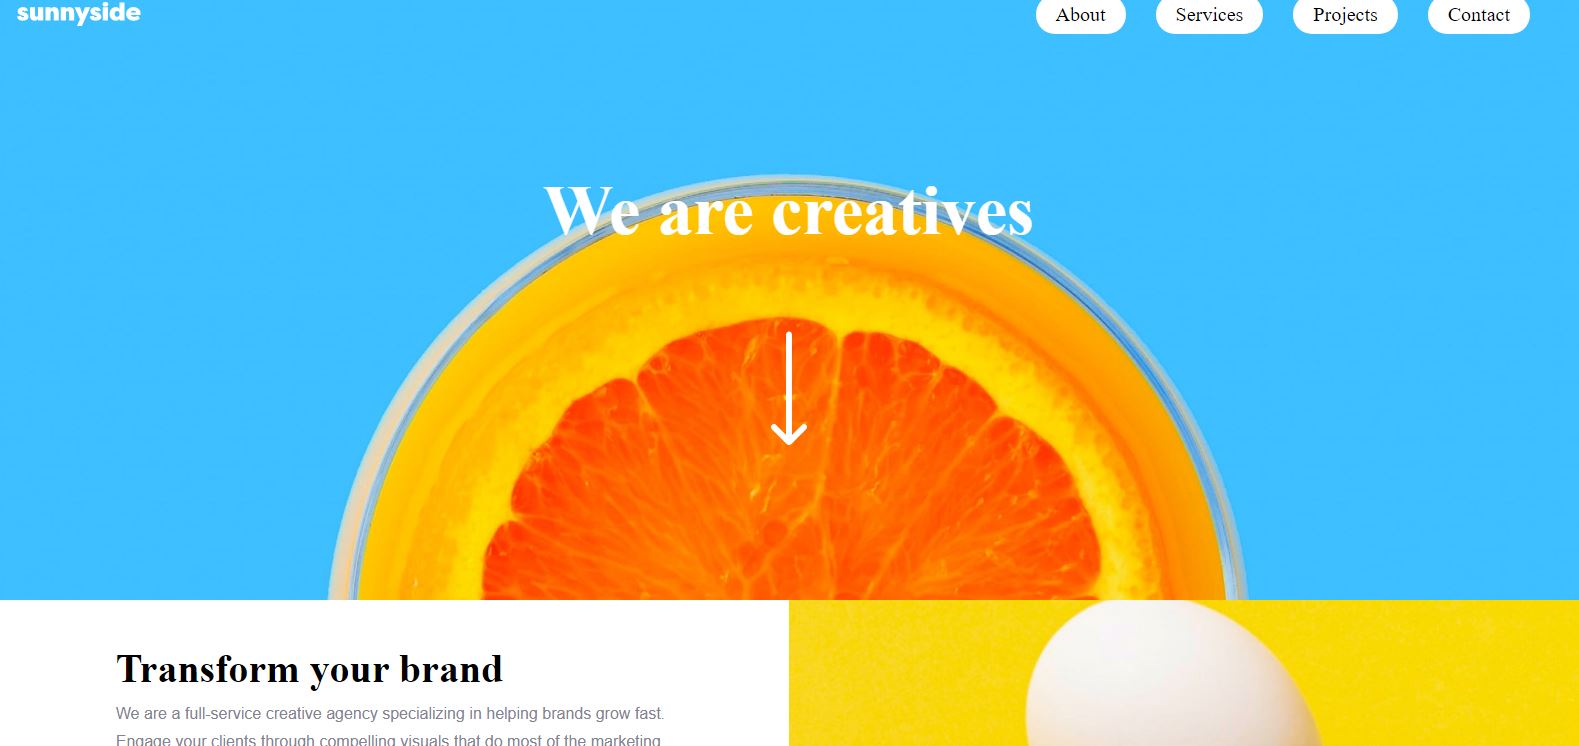 sunnyside
About Services Projects Contact
We are creatives
Transform your brand
We are a full-service creative agency specializing in helping brands grow fast.
Engage your clients through compelling visuals that do most of the marketing